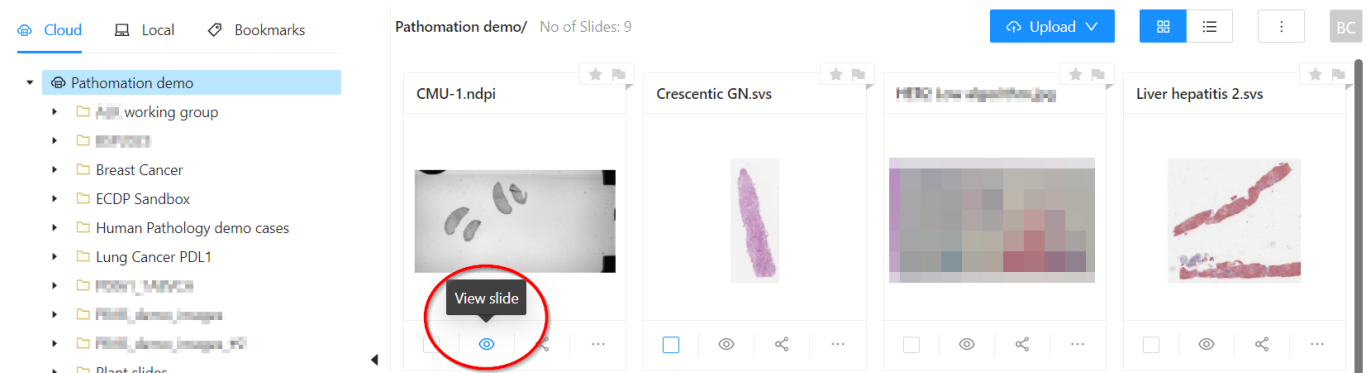 Cloud Local Bookmarks
Pathomation demo
working group
Breast Cancer
ECDP Sandbox
Human Pathology demo cases
Lung Cancer PDL1
Plant slides
Pathomation demo/ No of Slides: 9
Upload
BC
CMU-1.ndpi
Crescentic GN.svs
Liver hepatitis 2.svs
View slide